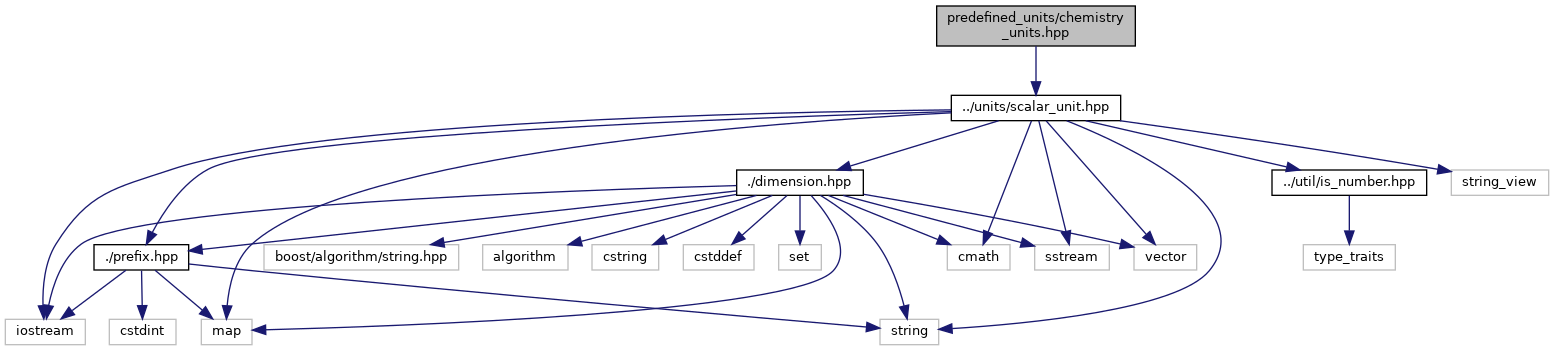 predefined_units/chemistry
_units.hpp
../units/scalar_unit.hpp
./dimension.hpp
../util/is_number.hpp
string_view
./prefix.hpp
boost/algorithm/string.hpp
algorithm
cstring
cstddef
set
cmath
sstream
vector
type_traits
iostream
cstdint
map
string